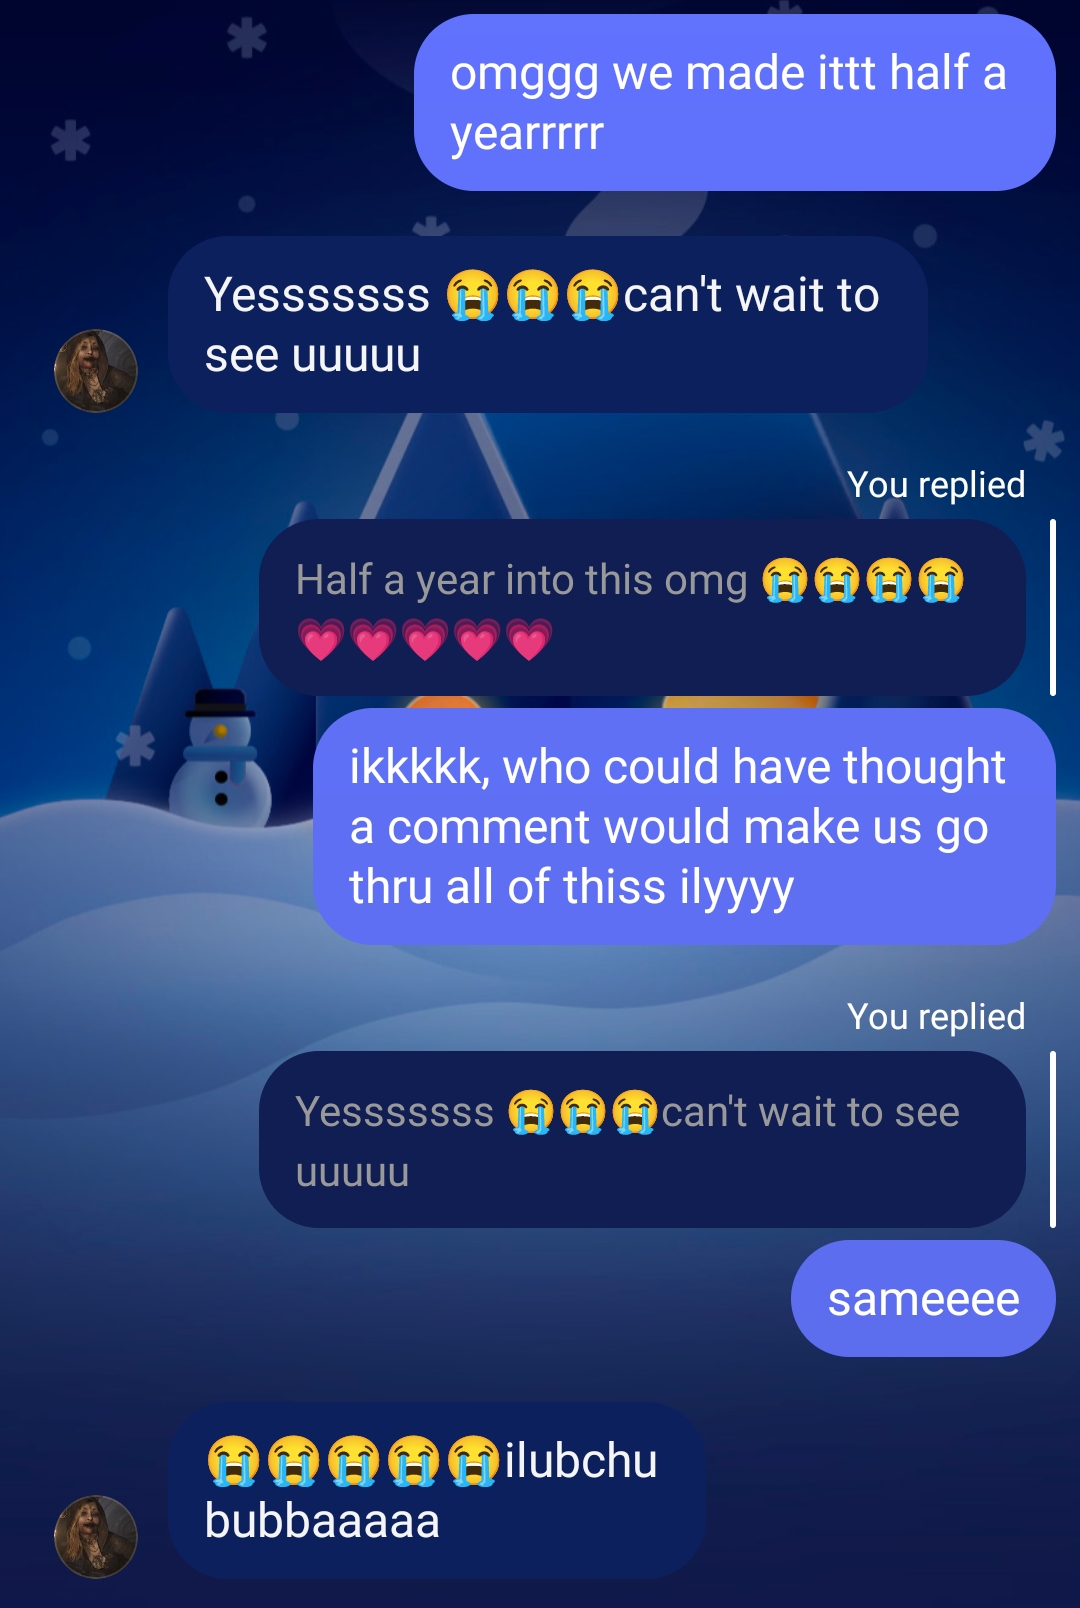 omggg we made ittt half a
yearrrrr
Yesssssss 😭😭😭can't wait to
see uuuuu
You replied
Half a year into this omg 😭😭😭😭
💗💗💗💗💗
ikkkkk, who could have thought
a comment would make us go
thru all of thiss ilyyyy
You replied
Yesssssss 😭😭😭can't wait to see
uuuuu
sameeee
😭😭😭😭😭ilubchu
bubbaaaaa